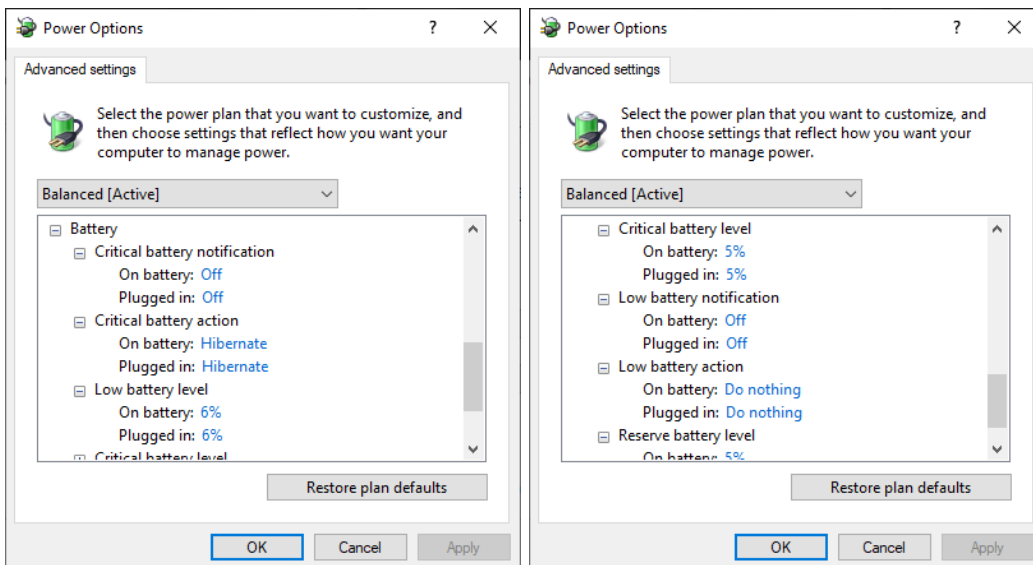 Power Options
Advanced settings
Select the power plan that you want to customize, and
then choose settings that reflect how you want your
computer to manage power.
Balanced [Active]
Battery
Critical battery notification
On battery: Off
Plugged in: Off
Critical battery action
On battery: Hibernate
Plugged in: Hibernate
Low battery level
On battery: 6%
Plugged in: 6%
Critical battery level
Restore plan defaults
OK
Cancel
Apply
Power Options
Advanced settings
Select the power plan that you want to customize, and
then choose settings that reflect how you want your
computer to manage power.
Balanced [Active]
Critical battery level
On battery: 5%
Plugged in: 5%
Low battery notification
On battery: Off
Plugged in: Off
Low battery action
On battery: Do nothing
Plugged in: Do nothing
Reserve battery level
On battery: 5%
Restore plan defaults
OK
Cancel
Apply